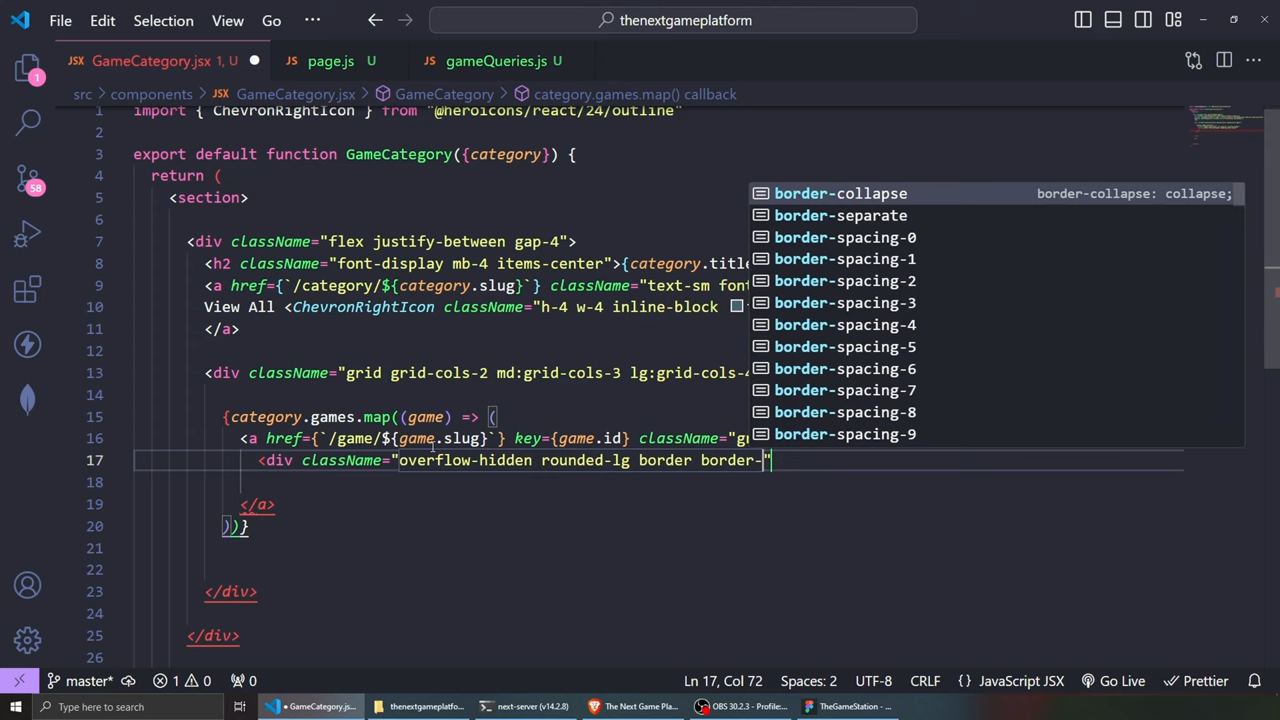 File Edit Selection View Go ··· thenextgameplatform
GameCategory.jsx 1, U page.js U gameQueries.js U
src > components > GameCategory.jsx > GameCategory > category.games.map() callback
1 import { ChevronRightIcon } from "@heroicons/react/24/outline"
2
3 export default function GameCategory({category}) {
4 return (
5 <section>
6
7 <div className="flex justify-between gap-4">
8 <h2 className="font-display mb-4 items-center">{category.title
9 <a href={`/category/${category.slug}`} className="text-sm font
10 View All <ChevronRightIcon className="h-4 w-4 inline-block
11 </a>
12
13 <div className="grid grid-cols-2 md:grid-cols-3 lg:grid-cols-4
14
15 {category.games.map((game) => (
16 <a href={`/game/${game.slug}`} key={game.id} className="gr
17 <div className="overflow-hidden rounded-lg border border-"
18
19 </a>
20 ))}
21
22
23 </div>
24
25 </div>
26
border-collapse border-collapse: collapse;
border-separate
border-spacing-0
border-spacing-1
border-spacing-2
border-spacing-3
border-spacing-4
border-spacing-5
border-spacing-6
border-spacing-7
border-spacing-8
border-spacing-9
1
58
master* 1 0 0 Ln 17, Col 72 Spaces: 2 UTF-8 CRLF {} JavaScript JSX Go Live Prettier
Type here to search GameCategory.js... thenextgameplatfo... next-server (v14.2.8) The Next Game Pla... OBS 30.2.3 - Profile:... TheGameStation - ...